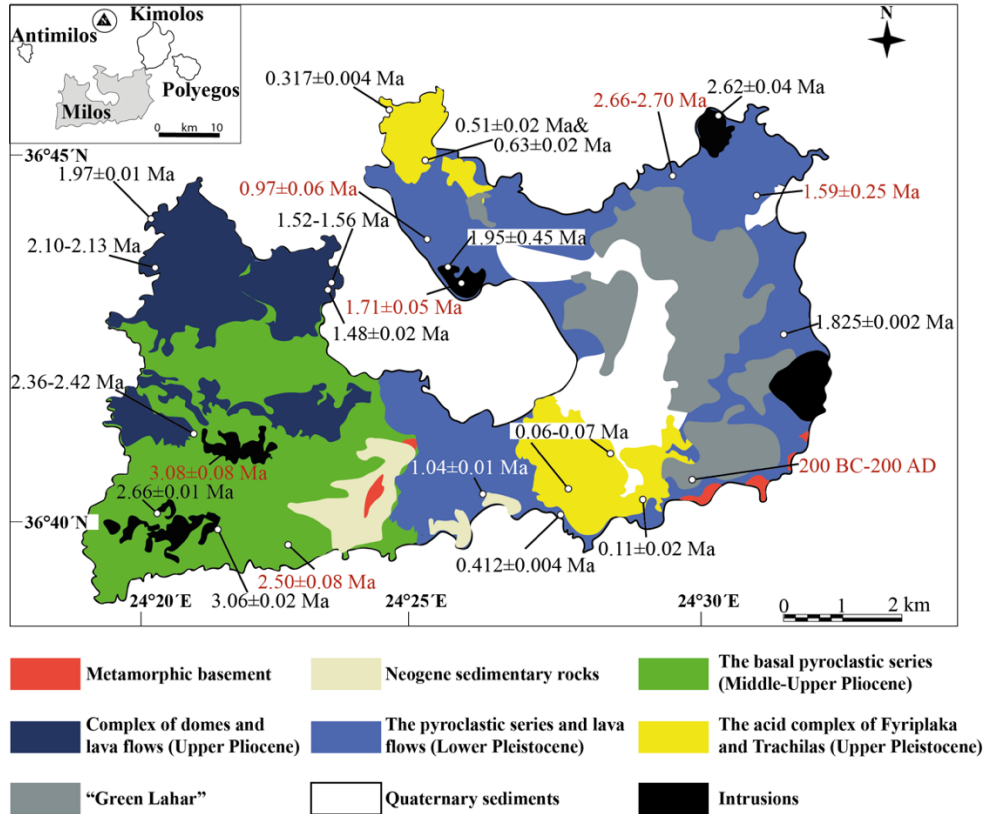 Kimolos
Antimilos
Polyegos
Milos
0 km 10
N
0.317±0.004 Ma
2.62±0.04 Ma
2.66-2.70 Ma
0.51±0.02 Ma&
0.63±0.02 Ma
36°45´N
1.97±0.01 Ma
0.97±0.06 Ma
1.59±0.25 Ma
1.52-1.56 Ma
1.95±0.45 Ma
2.10-2.13 Ma
1.71±0.05 Ma
1.48±0.02 Ma
1.825±0.002 Ma
2.36-2.42 Ma
0.06-0.07 Ma
3.08±0.08 Ma
1.04±0.01 Ma
200 BC-200 AD
2.66±0.01 Ma
36°40´N
0.11±0.02 Ma
0.412±0.004 Ma
2.50±0.08 Ma
3.06±0.02 Ma
24°20´E
24°25´E
24°30´E
0 1 2 km
Metamorphic basement
Neogene sedimentary rocks
The basal pyroclastic series
(Middle-Upper Pliocene)
Complex of domes and
lava flows (Upper Pliocene)
The pyroclastic series and lava
flows (Lower Pleistocene)
The acid complex of Fyriplaka
and Trachilas (Upper Pleistocene)
“Green Lahar”
Quaternary sediments
Intrusions